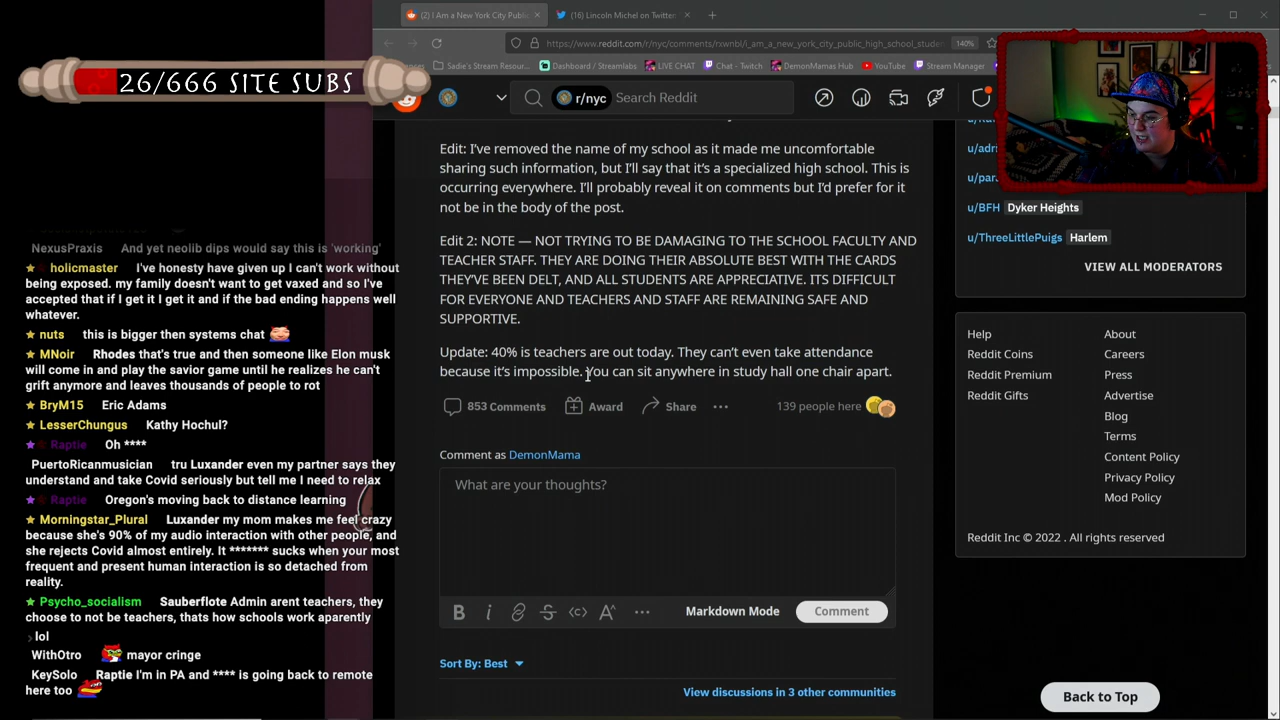 (2) I Am a New York City Publi
(16) Lincoln Michel on Twitter
https://www.reddit.com/r/nyc/comments/rxwnbl/i_am_a_new_york_city_public_high_school_stude
140%
Sadie's Stream Resour...
Dashboard / Streamlabs
LIVE CHAT
Chat - Twitch
DemonMamas Hub
YouTube
Stream Manager
26/666 SITE SUBS
r/nyc
Search Reddit
Edit: I've removed the name of my school as it made me uncomfortable
sharing such information, but I'll say that it's a specialized high school. This is
occurring everywhere. I'll probably reveal it on comments but I'd prefer for it
not be in the body of the post.
Edit 2: NOTE — NOT TRYING TO BE DAMAGING TO THE SCHOOL FACULTY AND
TEACHER STAFF. THEY ARE DOING THEIR ABSOLUTE BEST WITH THE CARDS
THEY'VE BEEN DELT, AND ALL STUDENTS ARE APPRECIATIVE. ITS DIFFICULT
FOR EVERYONE AND TEACHERS AND STAFF ARE REMAINING SAFE AND
SUPPORTIVE.
Update: 40% is teachers are out today. They can't even take attendance
because it's impossible. You can sit anywhere in study hall one chair apart.
853 Comments
Award
Share
139 people here
Comment as DemonMama
What are your thoughts?
Markdown Mode
Comment
Sort By: Best
View discussions in 3 other communities
u/adri
u/par
u/BFH Dyker Heights
u/ThreeLittlePuigs Harlem
VIEW ALL MODERATORS
Help
About
Reddit Coins
Careers
Reddit Premium
Press
Reddit Gifts
Advertise
Blog
Terms
Content Policy
Privacy Policy
Mod Policy
Reddit Inc © 2022 . All rights reserved
Back to Top
NexusPraxis And yet neolib dips would say this is 'working'
holicmaster I've honesty have given up I can't work without
being exposed. my family doesn't want to get vaxed and so I've
accepted that if I get it I get it and if the bad ending happens well
whatever.
nuts this is bigger then systems chat
MNoir Rhodes that's true and then someone like Elon musk
will come in and play the savior game until he realizes he can't
grift anymore and leaves thousands of people to rot
BryM15 Eric Adams
LesserChungus Kathy Hochul?
Raptie Oh ****
PuertoRicanmusician tru Luxander even my partner says they
understand and take Covid seriously but tell me I need to relax
Raptie Oregon's moving back to distance learning
Morningstar_Plural Luxander my mom makes me feel crazy
because she's 90% of my audio interaction with other people, and
she rejects Covid almost entirely. It ******* sucks when your most
frequent and present human interaction is so detached from
reality.
Psycho_socialism Sauberflote Admin arent teachers, they
choose to not be teachers, thats how schools work apparently
lol
WithOtro mayor cringe
KeySolo Raptie I'm in PA and **** is going back to remote
here too